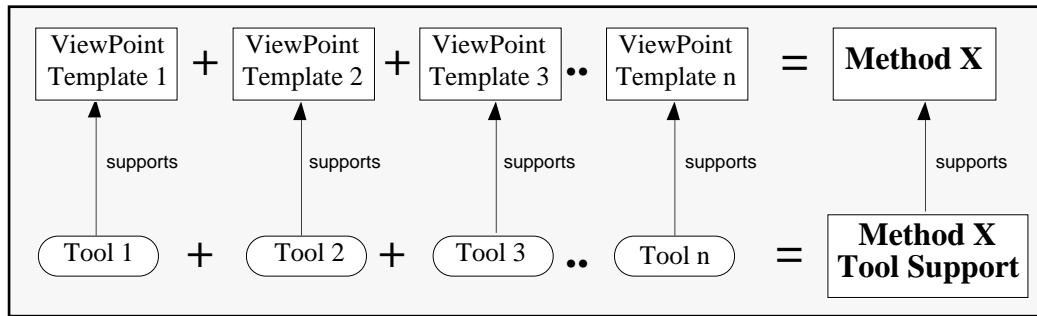 ViewPoint
Template 1
+
ViewPoint
Template 2
+
ViewPoint
Template 3
..
ViewPoint
Template n
=
Method X
supports
supports
supports
supports
supports
Tool 1
+
Tool 2
+
Tool 3
..
Tool n
=
Method X
Tool Support